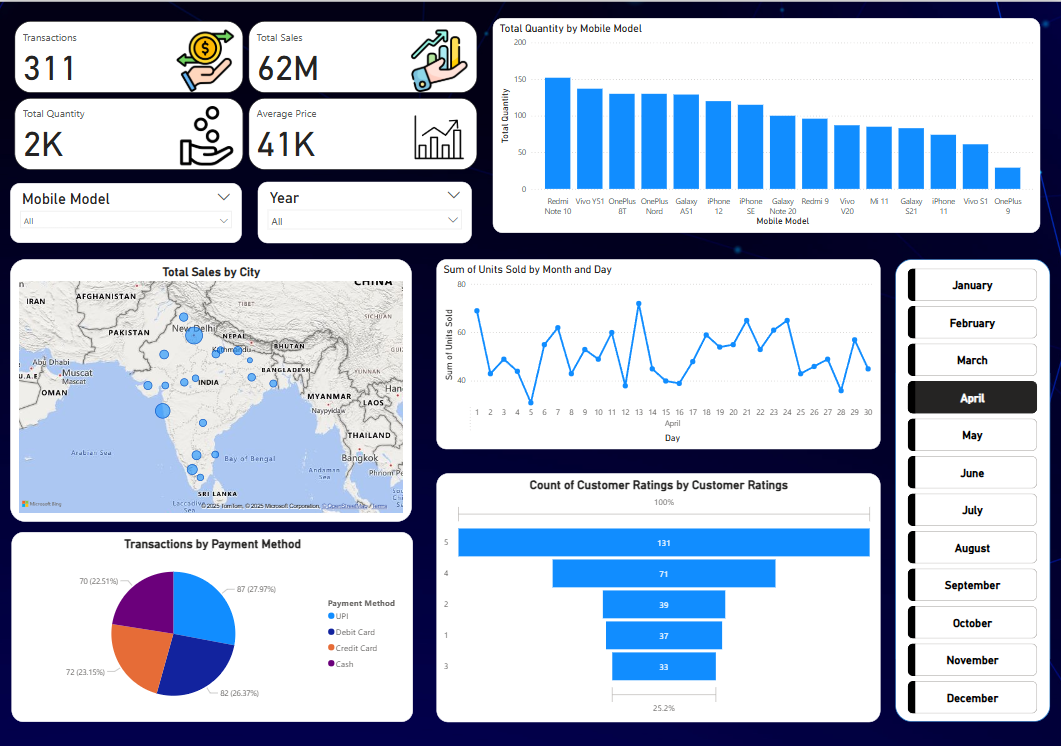 Transactions
311
Total Sales
62M
Total Quantity
2K
Average Price
41K
Mobile Model
All
Year
All
Total Quantity by Mobile Model
200
150
100
50
0
Total Quantity
Redmi Note 10
Vivo Y51
OnePlus 8T
OnePlus Nord
Galaxy A51
iPhone 12
iPhone SE
Galaxy Note 20
Redmi 9
Vivo V20
Mi 11
Galaxy S21
iPhone 11
Vivo S1
OnePlus 9
Mobile Model
Total Sales by City
CHINA
IRAN
AFGHANISTAN
TIBET
SICHUAN
PAKISTAN
New Delhi
NEPAL
Kathmandu
BHUTAN
Abu Dhabi
Muscat
Muscat
U.A.E.
OMAN
INDIA
BANGLADESH
YUNNAN
MYANMAR
Naypyidaw
LAOS
THAILAND
Bangkok
Arabian Sea
Bay of Bengal
Andaman Sea
SRI LANKA
Microsoft Bing
© 2025 TomTom, © 2025 Microsoft Corporation, © OpenStreetMap Terms
Sum of Units Sold by Month and Day
80
60
40
Sum of Units Sold
1 2 3 4 5 6 7 8 9 10 11 12 13 14 15 16 17 18 19 20 21 22 23 24 25 26 27 28 29 30
April
Day
January
February
March
April
May
June
July
August
September
October
November
December
Transactions by Payment Method
70 (22.51%)
87 (27.97%)
72 (23.15%)
82 (26.37%)
Payment Method
UPI
Debit Card
Credit Card
Cash
Count of Customer Ratings by Customer Ratings
100%
5 131
4 71
2 39
1 37
3 33
25.2%